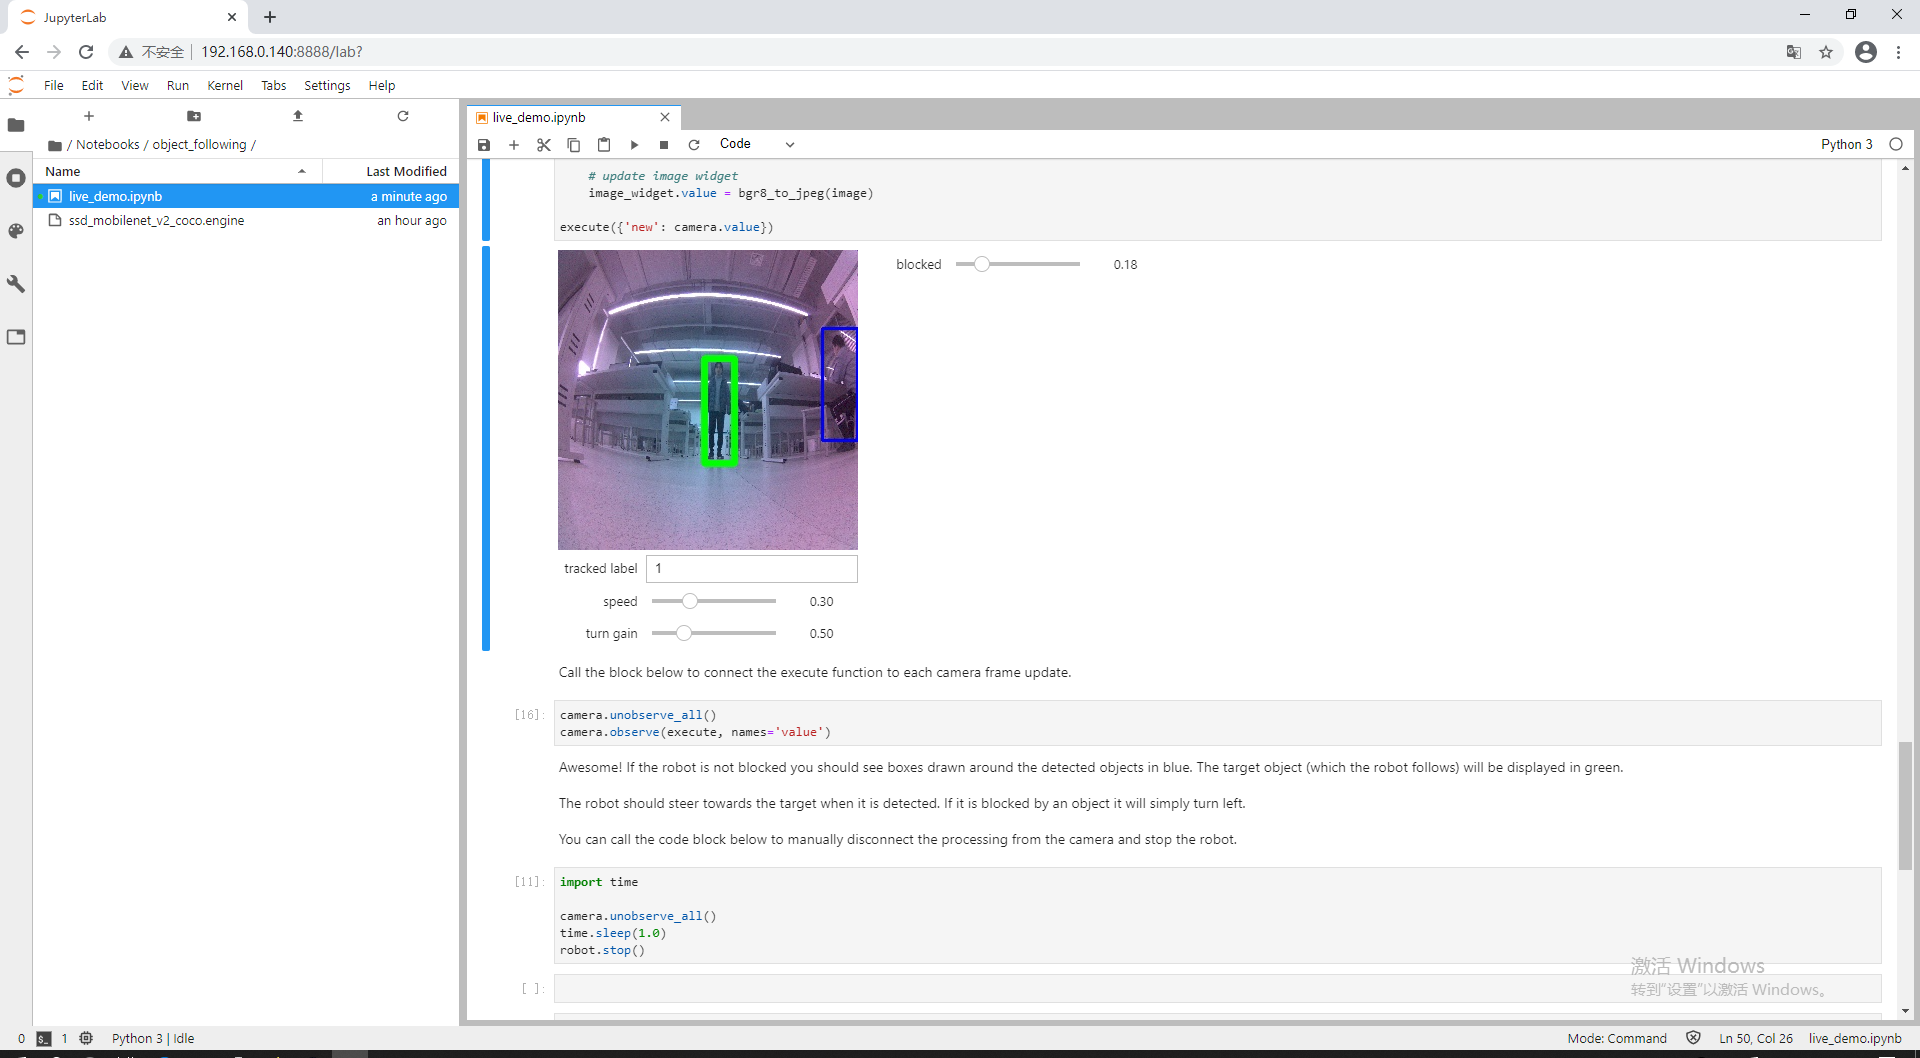 JupyterLab
不安全
192.168.0.140:8888/lab?
File Edit View Run Kernel Tabs Settings Help
/ Notebooks / object_following /
Name Last Modified
live_demo.ipynb a minute ago
ssd_mobilenet_v2_coco.engine an hour ago
live_demo.ipynb
Code
Python 3
# update image widget
image_widget.value = bgr8_to_jpeg(image)
execute({'new': camera.value})
blocked 0.18
tracked label 1
speed 0.30
turn gain 0.50
Call the block below to connect the execute function to each camera frame update.
[16]:
camera.unobserve_all()
camera.observe(execute, names='value')
Awesome! If the robot is not blocked you should see boxes drawn around the detected objects in blue. The target object (which the robot follows) will be displayed in green.
The robot should steer towards the target when it is detected. If it is blocked by an object it will simply turn left.
You can call the code block below to manually disconnect the processing from the camera and stop the robot.
[11]:
import time
camera.unobserve_all()
time.sleep(1.0)
robot.stop()
[ ]:
激活 Windows
转到"设置"以激活 Windows。
0 $_ 1 Python 3 | Idle
Mode: Command Ln 50, Col 26 live_demo.ipynb